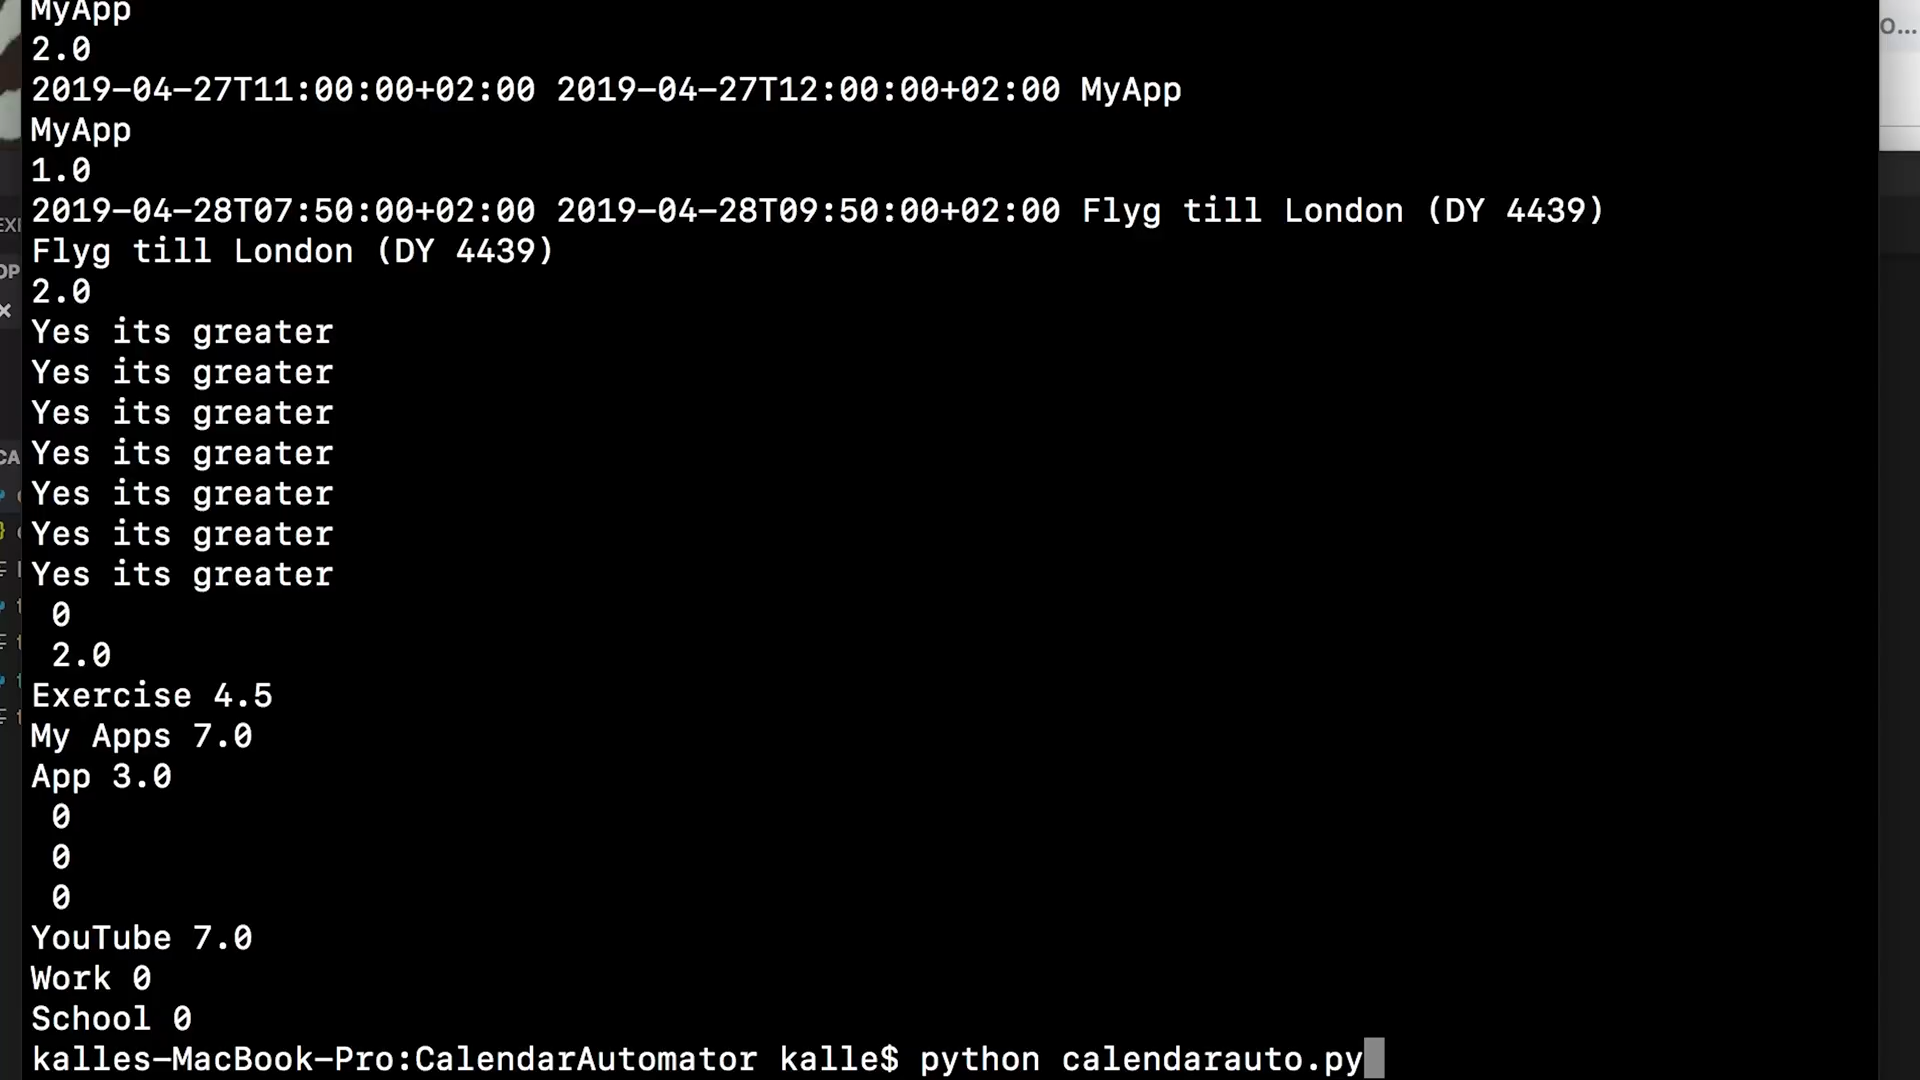 MyApp
2.0
2019-04-27T11:00:00+02:00 2019-04-27T12:00:00+02:00 MyApp
MyApp
1.0
2019-04-28T07:50:00+02:00 2019-04-28T09:50:00+02:00 Flyg till London (DY 4439)
Flyg till London (DY 4439)
2.0
Yes its greater
Yes its greater
Yes its greater
Yes its greater
Yes its greater
Yes its greater
Yes its greater
0
2.0
Exercise 4.5
My Apps 7.0
App 3.0
0
0
0
YouTube 7.0
Work 0
School 0
kalles-MacBook-Pro:CalendarAutomator kalle$ python calendarauto.py